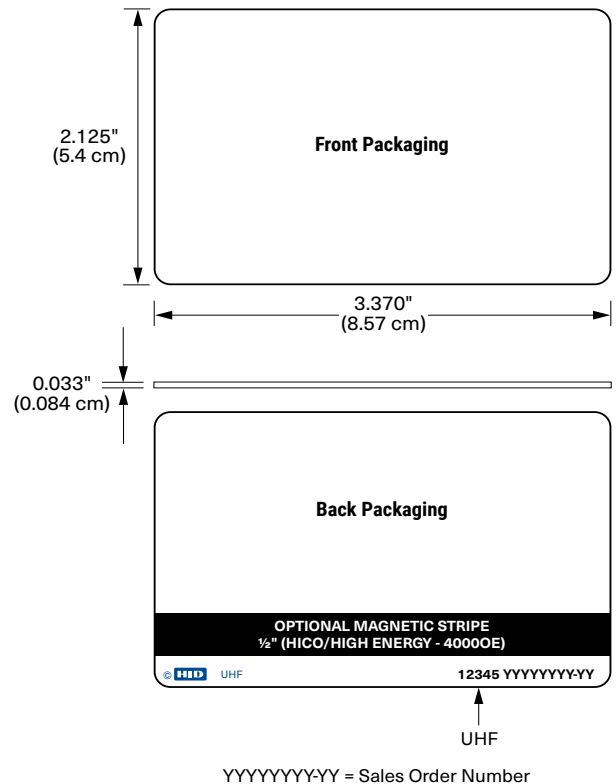 2.125"
(5.4 cm)
Front Packaging
3.370"
(8.57 cm)
0.033"
(0.084 cm)
Back Packaging
OPTIONAL MAGNETIC STRIPE
½" (HICO/HIGH ENERGY - 4000OE)
© HID UHF 12345 YYYYYYYY-YY
UHF
YYYYYYYY-YY = Sales Order Number